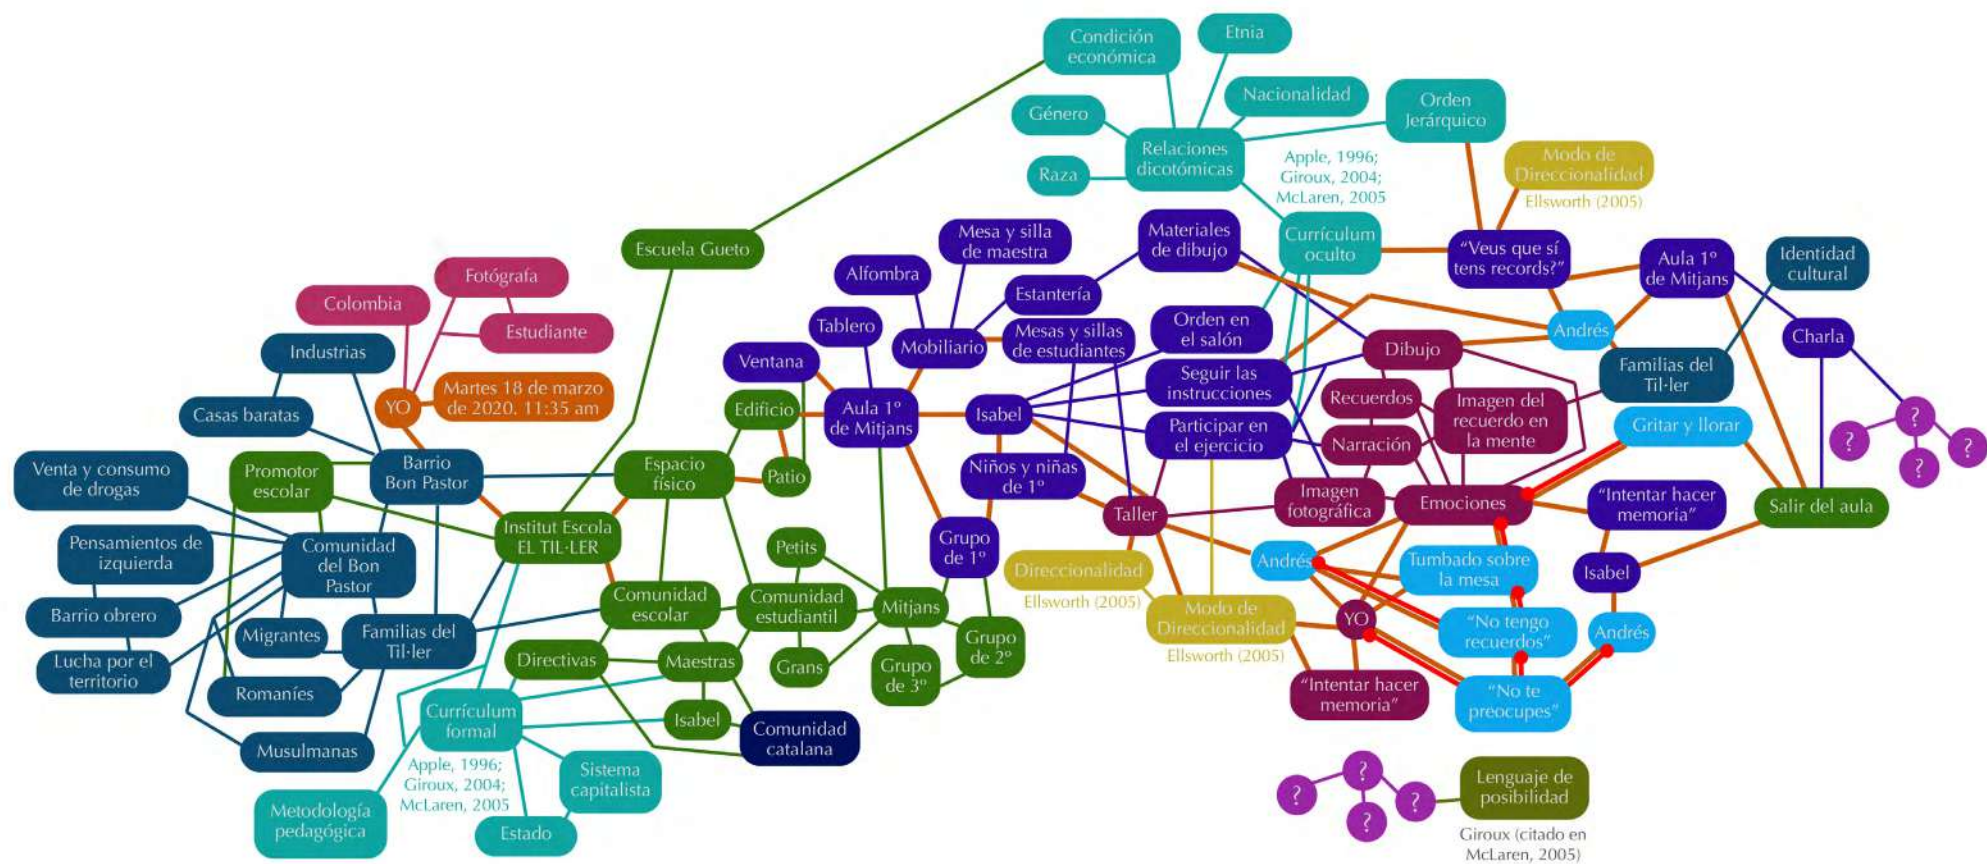 Condición
económica
Etnia
Género
Nacionalidad
Orden
Jerárquico
Raza
Relaciones
dicotómicas
Apple, 1996;
Giroux, 2004;
McLaren, 2005
Modo de
Direccionalidad
Ellsworth (2005)
Escuela Gueto
Mesa y silla
de maestra
Materiales
de dibujo
Currículum
oculto
“Veus que sí
tens records?”
Aula 1º
de Mitjans
Identidad
cultural
Fotógrafa
Colombia
Estudiante
Alfombra
Estantería
Tablero
Mobiliario
Mesas y sillas
de estudiantes
Orden en
el salón
Andrés
Charla
Industrias
Ventana
Dibujo
Familias del
Til·ler
YO
Martes 18 de marzo
de 2020. 11:35 am
Casas baratas
Edificio
Aula 1º
de Mitjans
Isabel
Seguir las
instrucciones
Recuerdos
Imagen del
recuerdo en
la mente
Gritar y llorar
?
?
?
?
Participar en
el ejercicio
Narración
Venta y consumo
de drogas
Promotor
escolar
Barrio
Bon Pastor
Espacio
físico
Patio
Niños y niñas
de 1º
Taller
Imagen
fotográfica
Emociones
“Intentar hacer
memoria”
Salir del aula
Institut Escola
EL TIL·LER
Pensamientos de
izquierda
Comunidad
del Bon
Pastor
Petits
Grupo
de 1º
Direccionalidad
Ellsworth (2005)
Andrés
Tumbado sobre
la mesa
Isabel
Barrio obrero
Migrantes
Familias del
Til·ler
Comunidad
escolar
Comunidad
estudiantil
Mitjans
Grupo
de 2º
Modo de
Direccionalidad
Ellsworth (2005)
YO
“No tengo
recuerdos”
Andrés
Lucha por el
territorio
Romaníes
Directivas
Maestras
Grans
Grupo
de 3º
“Intentar hacer
memoria”
“No te
preocupes”
Musulmanas
Currículum
formal
Isabel
Comunidad
catalana
Apple, 1996;
Giroux, 2004;
McLaren, 2005
Sistema
capitalista
Metodología
pedagógica
Estado
?
?
?
?
Lenguaje de
posibilidad
Giroux (citado en
McLaren, 2005)